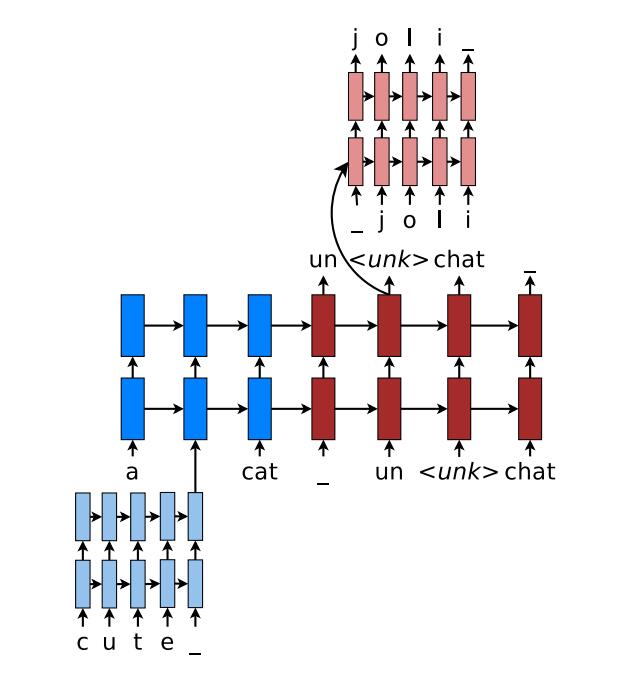 j o l i _
_ j o l i
un <unk> chat _
a cat _ un <unk> chat
c u t e _